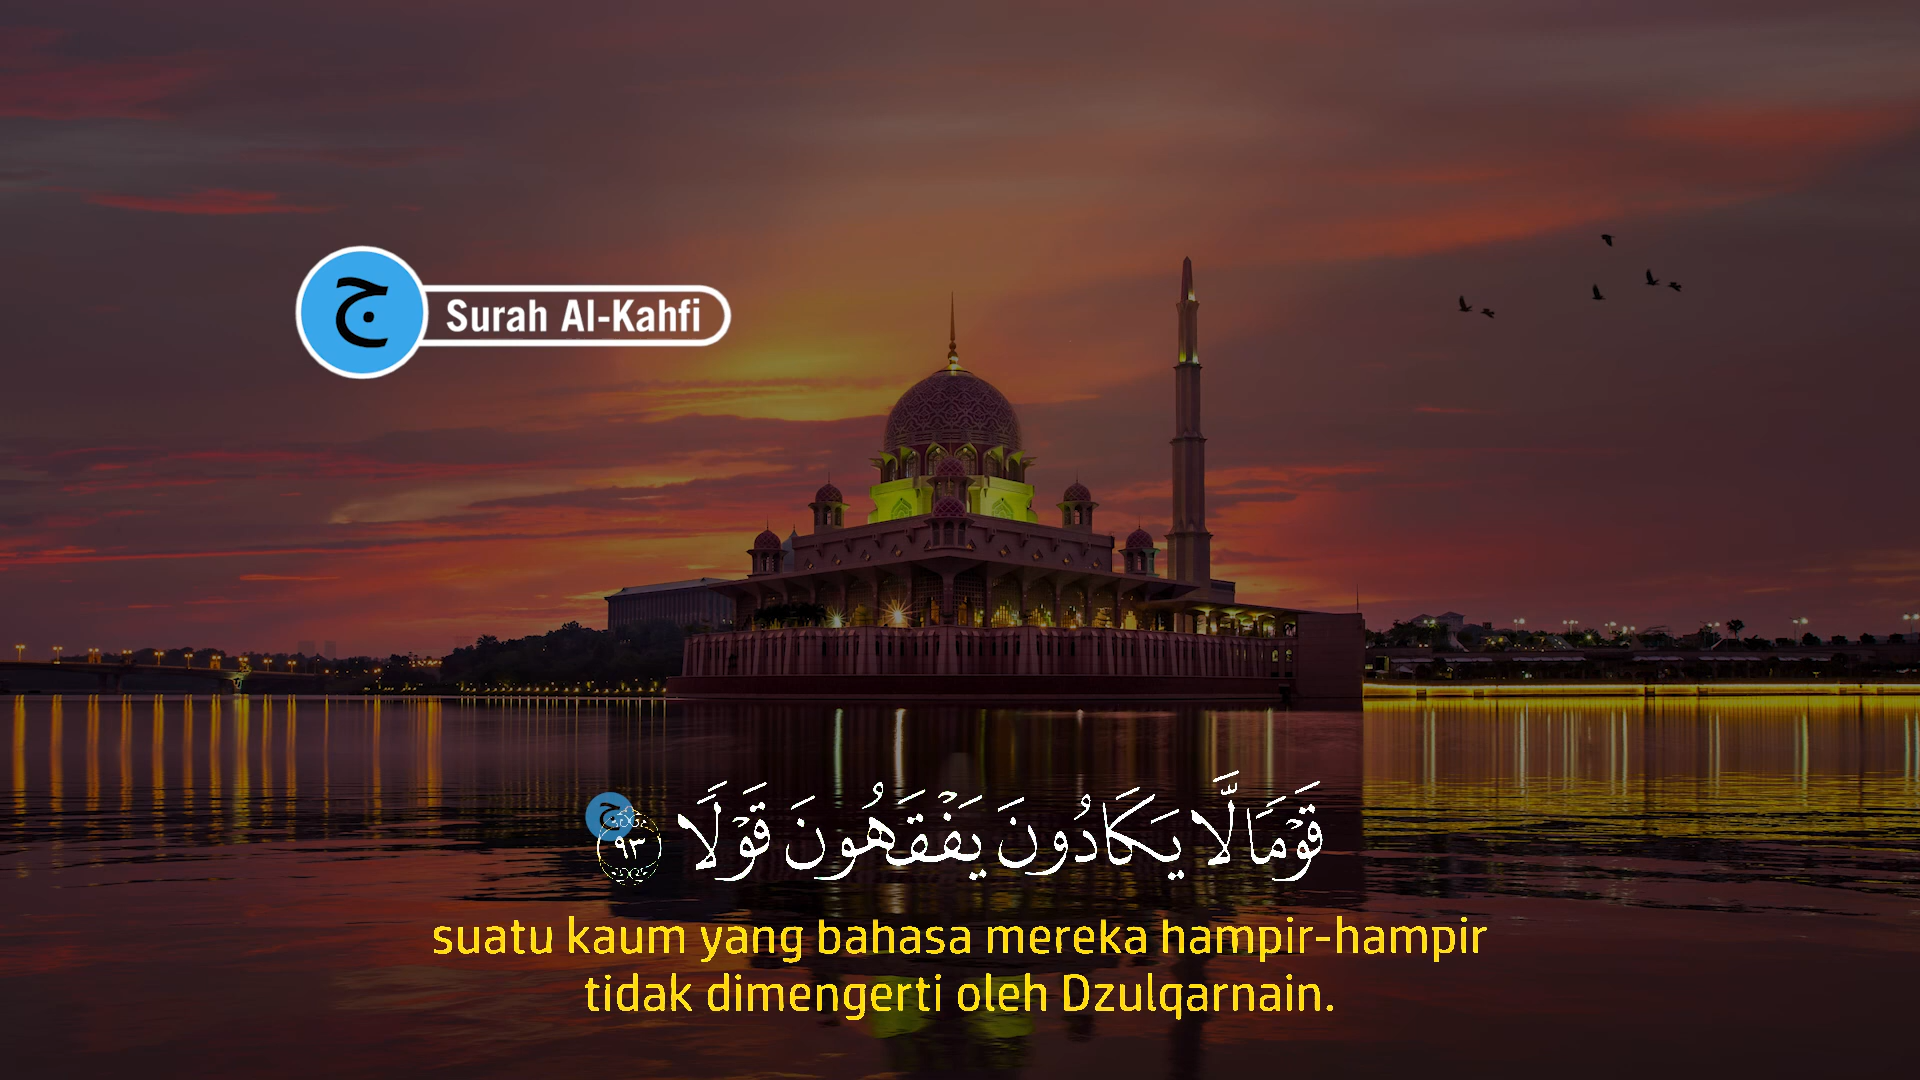 ج
Surah Al-Kahfi
قَوْمًا لَّا يَكَادُونَ يَفْقَهُونَ قَوْلًا ٩٣
ج
suatu kaum yang bahasa mereka hampir-hampir
tidak dimengerti oleh Dzulqarnain.